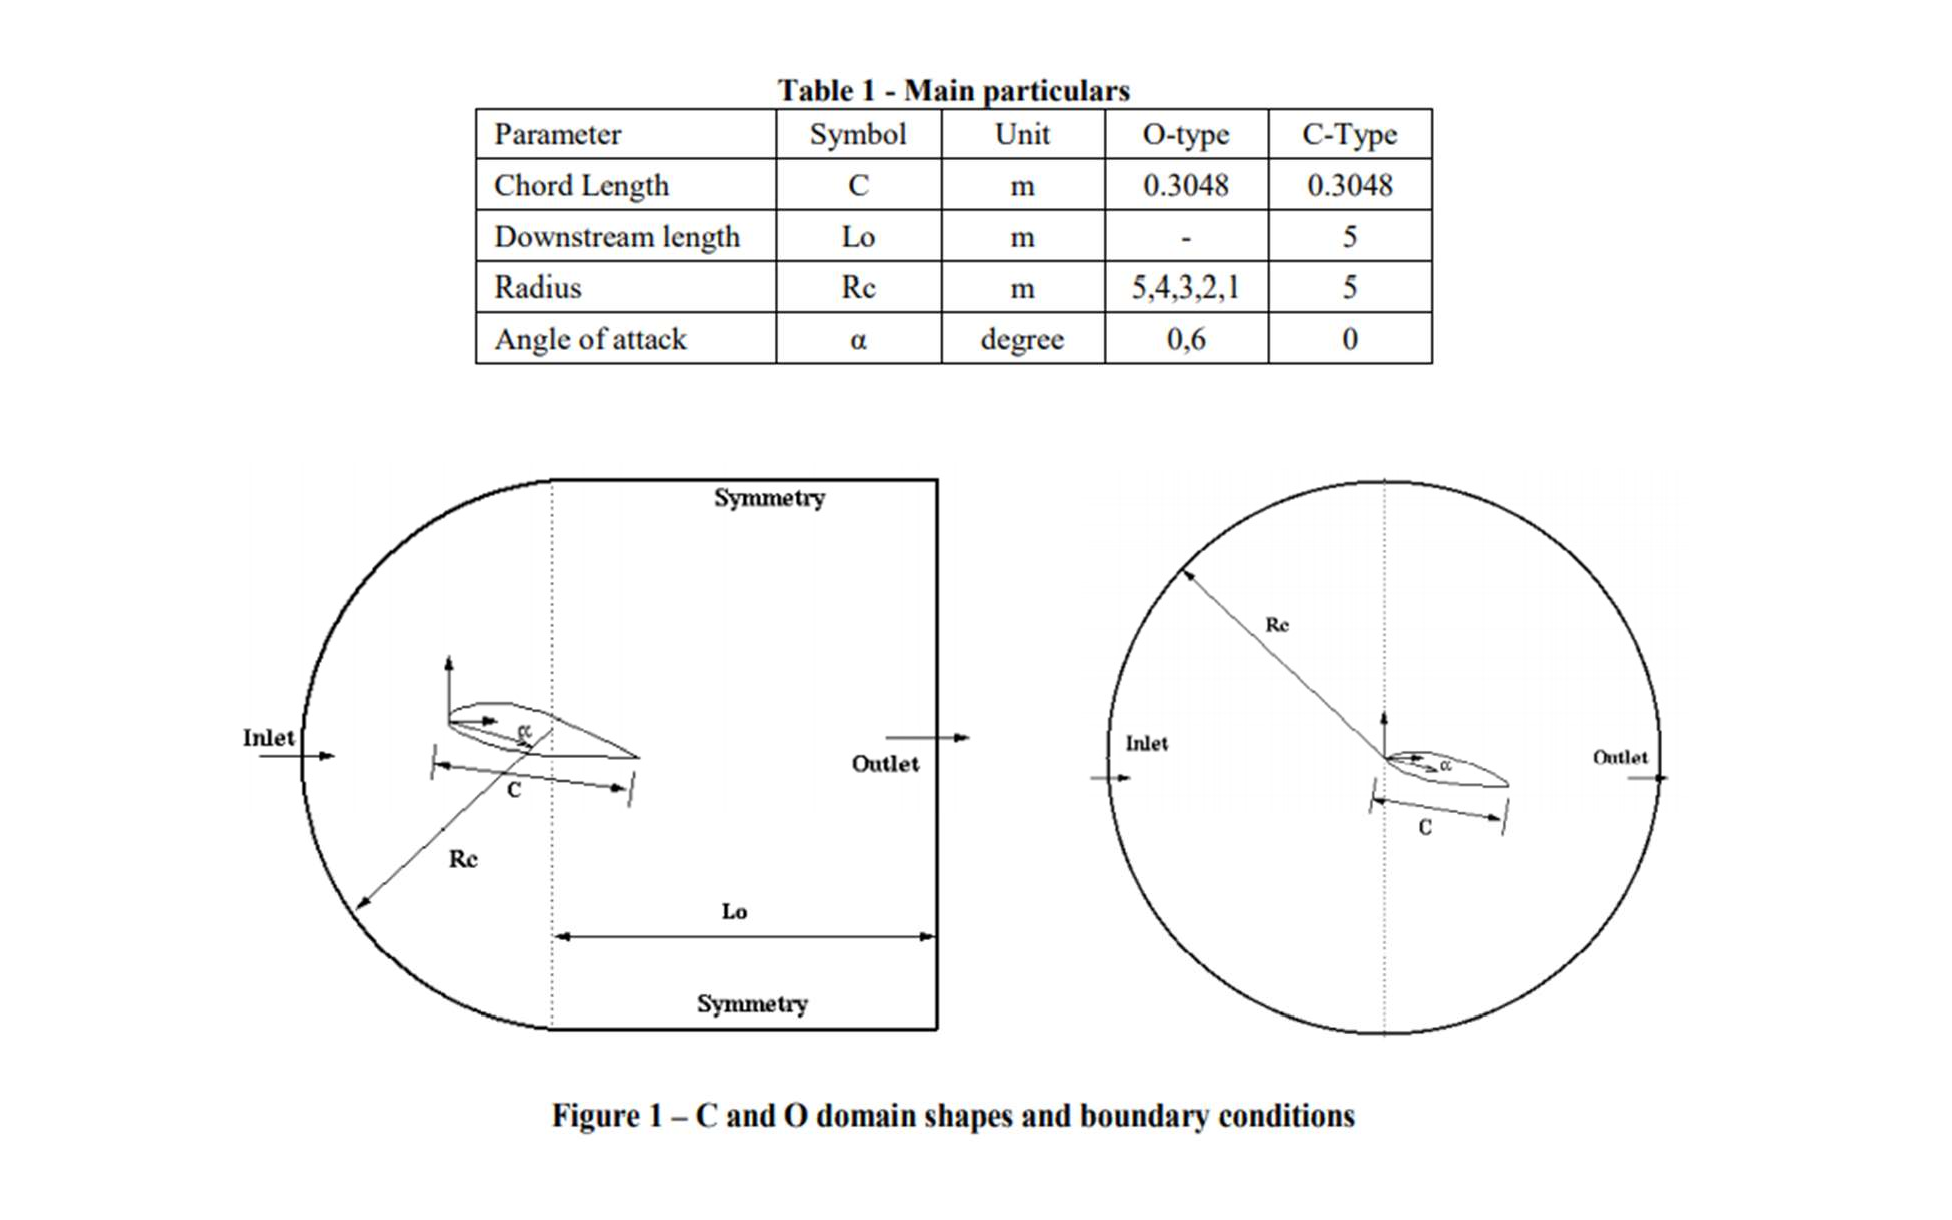 Table 1 - Main particulars
Parameter Symbol Unit O-type C-Type
Chord Length C m 0.3048 0.3048
Downstream length Lo m - 5
Radius Rc m 5,4,3,2,1 5
Angle of attack α degree 0,6 0
Symmetry
Inlet
α
C
Rc
Outlet
Lo
Symmetry
Rc
Inlet
α
C
Outlet
Figure 1 – C and O domain shapes and boundary conditions